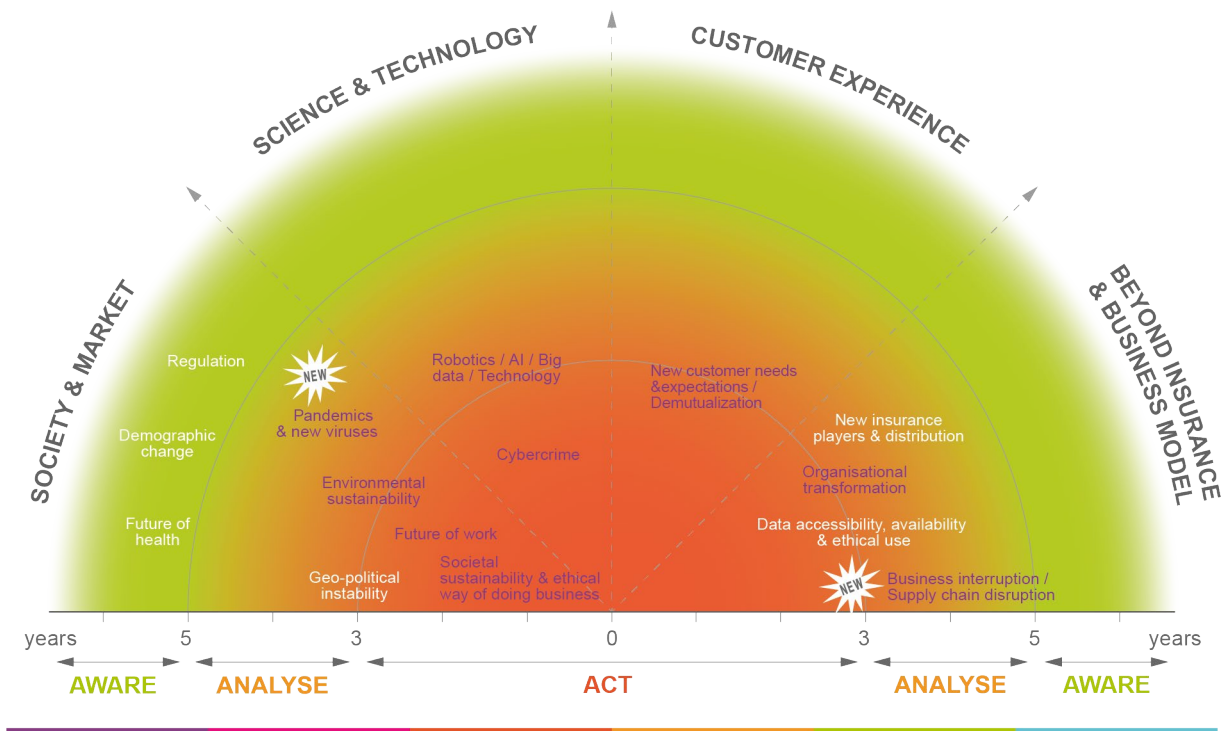 SCIENCE & TECHNOLOGY
CUSTOMER EXPERIENCE
SOCIETY & MARKET
BEYOND INSURANCE
& BUSINESS MODEL
Regulation
NEW
Pandemics
& new viruses
Demographic
change
Environmental
sustainability
Future of
health
Future of work
Geo-political
instability
Societal
sustainability & ethical
way of doing business
Robotics / AI / Big
data / Technology
Cybercrime
New customer needs
&expectations /
Demutualization
New insurance
players & distribution
Organisational
transformation
Data accessibility, availability
& ethical use
NEW
Business interruption /
Supply chain disruption
years 5 3 0 3 5 years
AWARE ANALYSE ACT ANALYSE AWARE